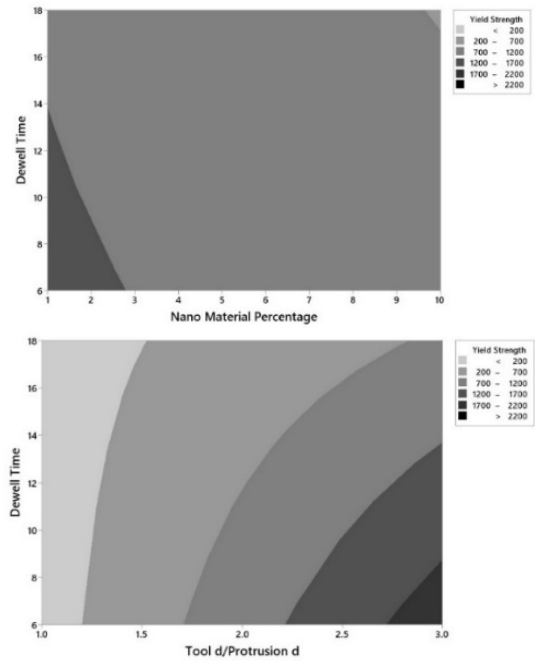 Yield Strength
< 200
200 – 700
700 – 1200
1200 – 1700
1700 – 2200
> 2200
Dewell Time
18
16
14
12
10
8
6
1 2 3 4 5 6 7 8 9 10
Nano Material Percentage
Yield Strength
< 200
200 – 700
700 – 1200
1200 – 1700
1700 – 2200
> 2200
Dewell Time
18
16
14
12
10
8
6
1.0 1.5 2.0 2.5 3.0
Tool d/Protrusion d